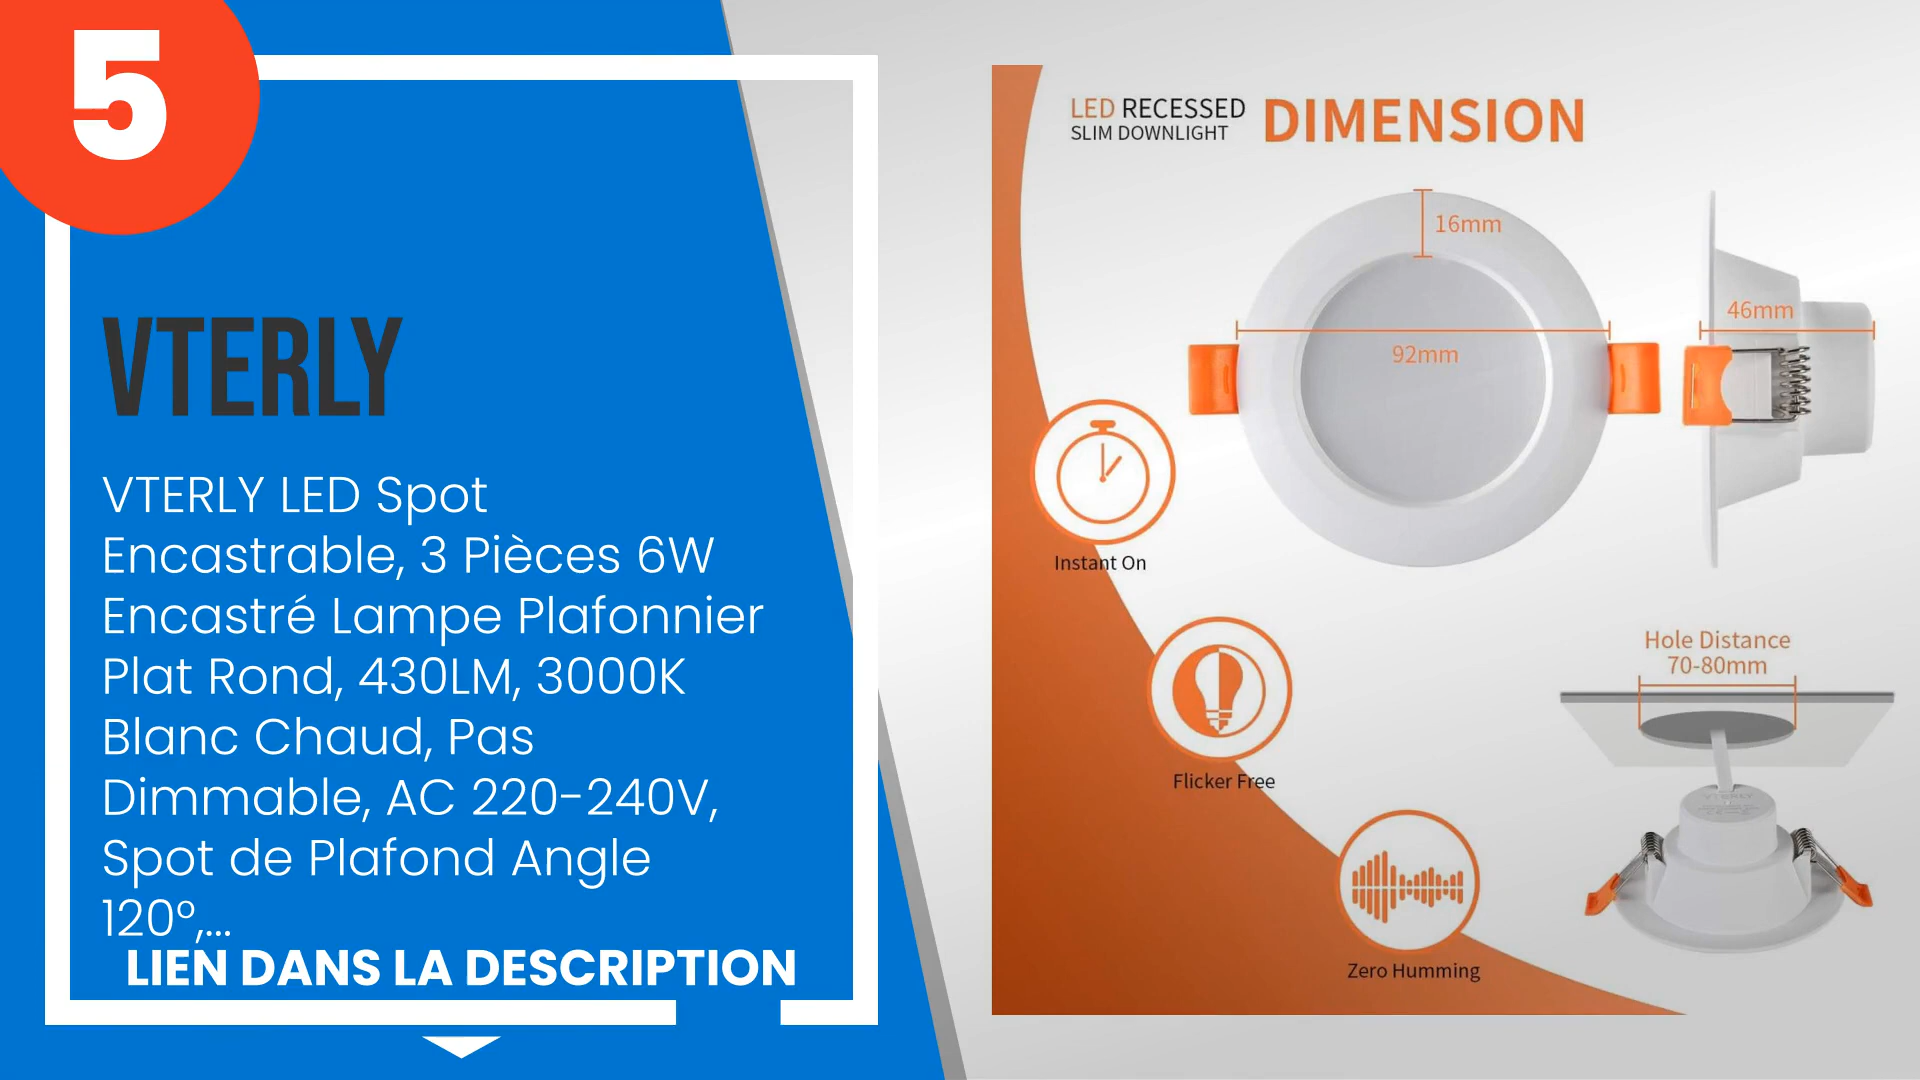 5
VTERLY
VTERLY LED Spot
Encastrable, 3 Pièces 6W
Encastré Lampe Plafonnier
Plat Rond, 430LM, 3000K
Blanc Chaud, Pas
Dimmable, AC 220-240V,
Spot de Plafond Angle
120°,...
LIEN DANS LA DESCRIPTION
LED RECESSED
SLIM DOWNLIGHT
DIMENSION
16mm
92mm
46mm
Instant On
Flicker Free
Zero Humming
Hole Distance
70-80mm
VTERLY